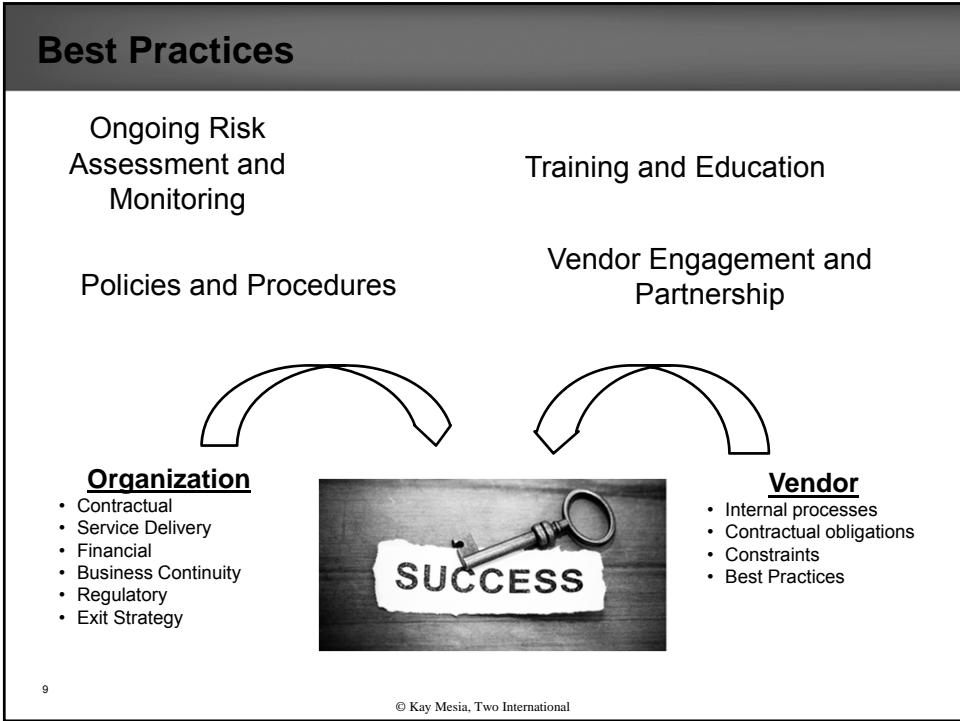 Best Practices
Ongoing Risk
Assessment and
Monitoring
Training and Education
Policies and Procedures
Vendor Engagement and
Partnership
Organization
• Contractual
• Service Delivery
• Financial
• Business Continuity
• Regulatory
• Exit Strategy
SUCCESS
Vendor
• Internal processes
• Contractual obligations
• Constraints
• Best Practices
9
© Kay Mesia, Two International